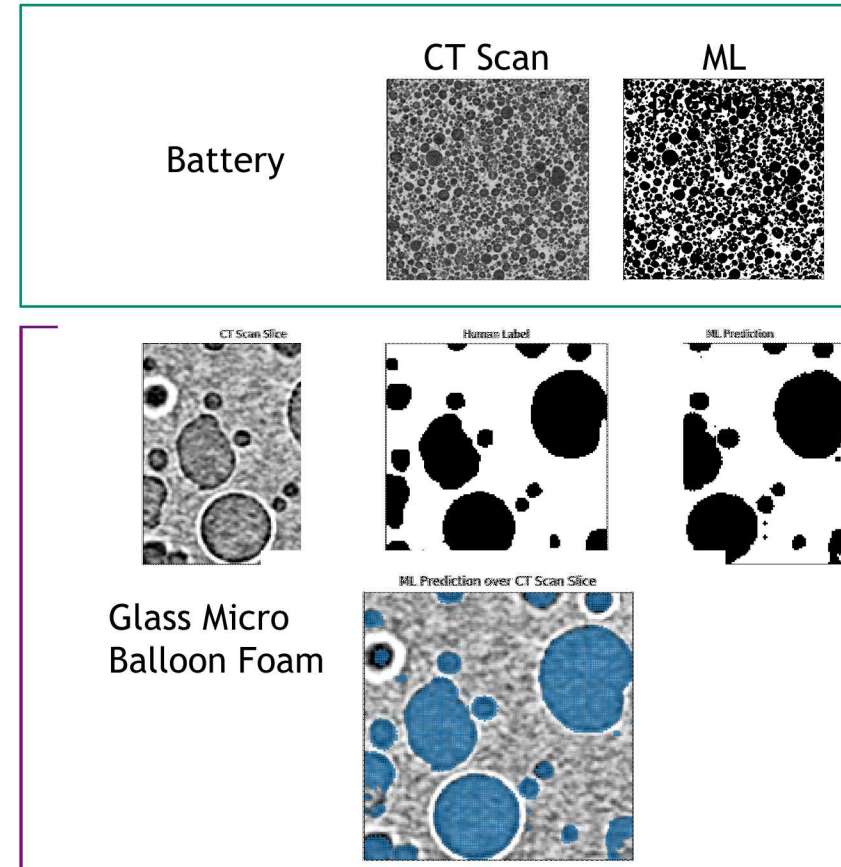 CT Scan
ML
Battery
CT Scan Slice
Human Label
ML Prediction
ML Prediction over CT Scan Slice
Glass Micro
Balloon Foam